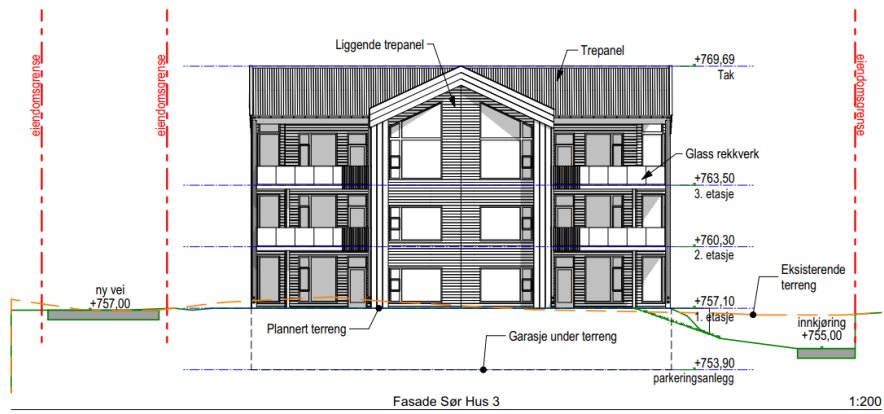 Liggende trepanel
Trepanel
+769,69
Tak
eiendomsgrense
eiendomsgrense
eiendomsgrense
Glass rekkverk
+763,50
3. etasje
+760,30
2. etasje
Eksisterende
terreng
ny vei
+757,00
+757,10
1. etasje
Plannert terreng
innkjøring
+755,00
Garasje under terreng
+753,90
parkeringsanlegg
Fasade Sør Hus 3
1:200